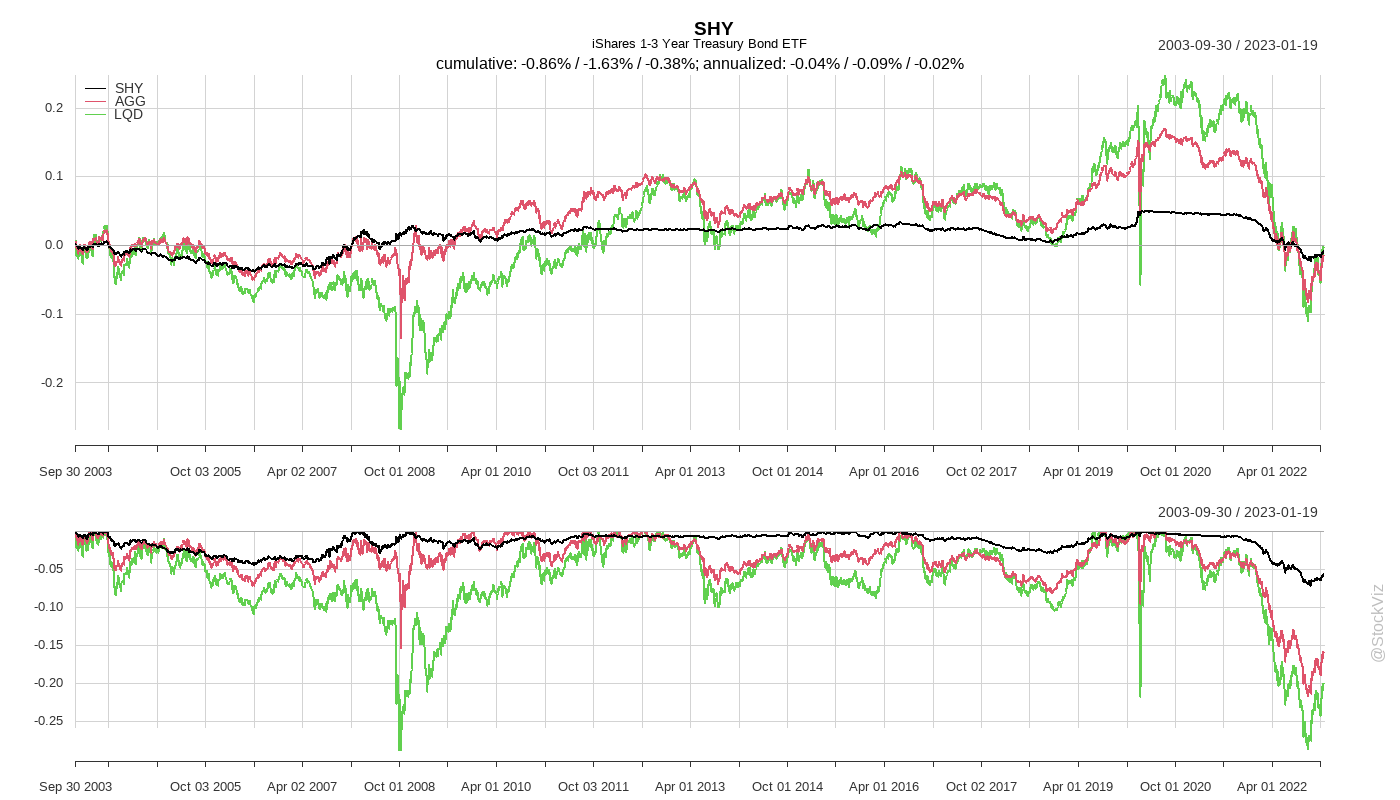 SHY
iShares 1-3 Year Treasury Bond ETF
2003-09-30 / 2023-01-19
cumulative: -0.86% / -1.63% / -0.38%; annualized: -0.04% / -0.09% / -0.02%
SHY
AGG
LQD
0.2
0.1
0.0
-0.1
-0.2
Sep 30 2003 Oct 03 2005 Apr 02 2007 Oct 01 2008 Apr 01 2010 Oct 03 2011 Apr 01 2013 Oct 01 2014 Apr 01 2016 Oct 02 2017 Apr 01 2019 Oct 01 2020 Apr 01 2022
2003-09-30 / 2023-01-19
-0.05
-0.10
-0.15
-0.20
-0.25
Sep 30 2003 Oct 03 2005 Apr 02 2007 Oct 01 2008 Apr 01 2010 Oct 03 2011 Apr 01 2013 Oct 01 2014 Apr 01 2016 Oct 02 2017 Apr 01 2019 Oct 01 2020 Apr 01 2022
@StockViz